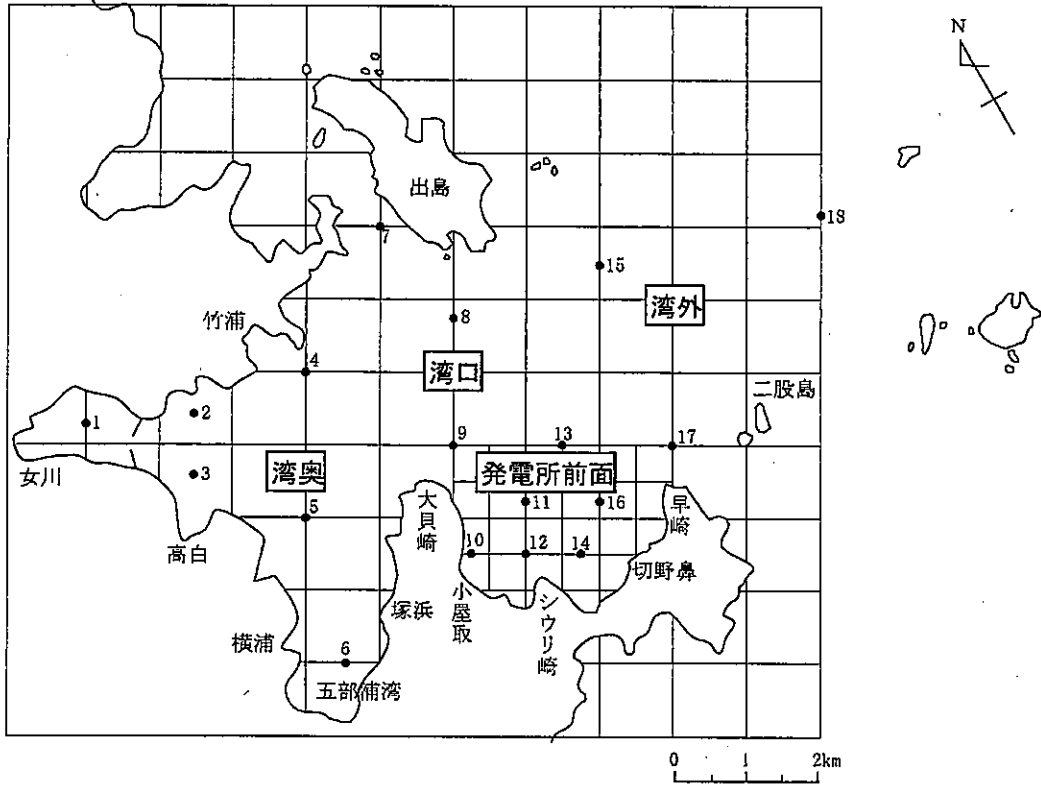 N
出島
18
7
15
湾外
竹浦
8
4
湾口
二股島
2
1
9
13
17
女川
3
湾奥
発電所前面
大貝崎
11
16
早崎
5
高白
10
12
14
切野鼻
塚浜
小屋取
シウリ崎
横浦
6
五部浦湾
0
1
2km